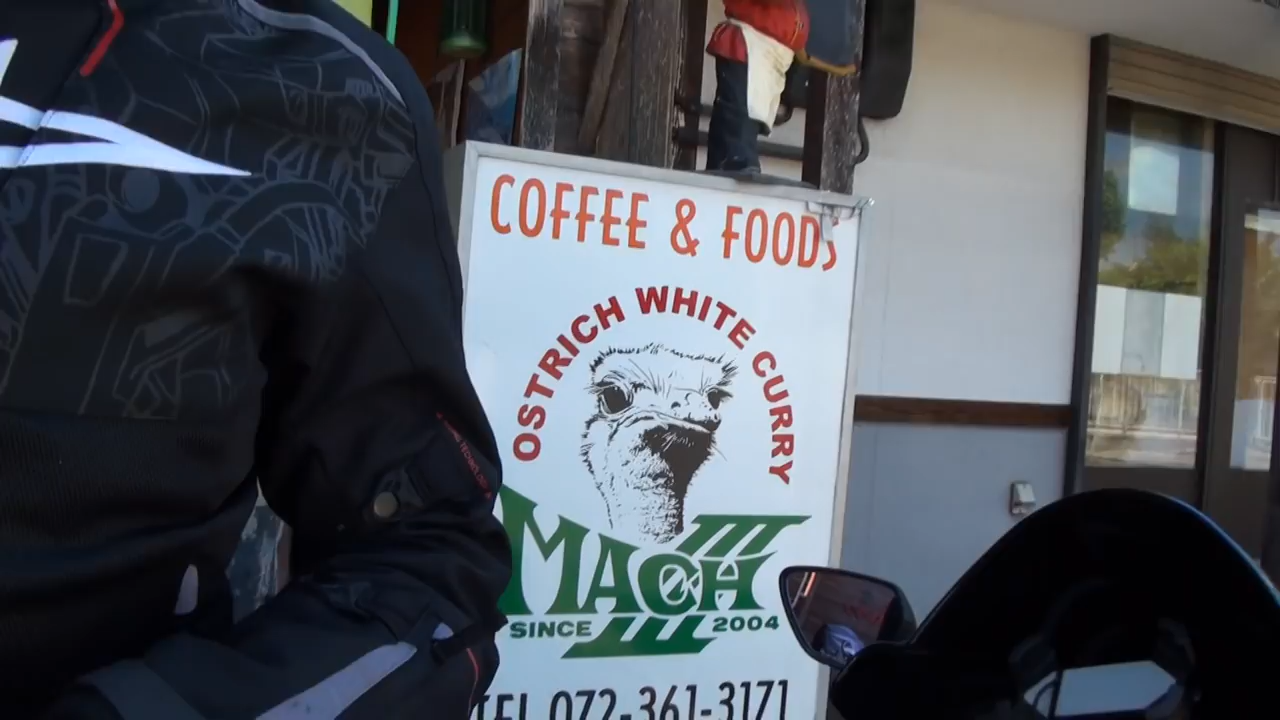 COFFEE & FOODS
OSTRICH WHITE CURRY
MACH
SINCE 2004
TEL 072-361-3171